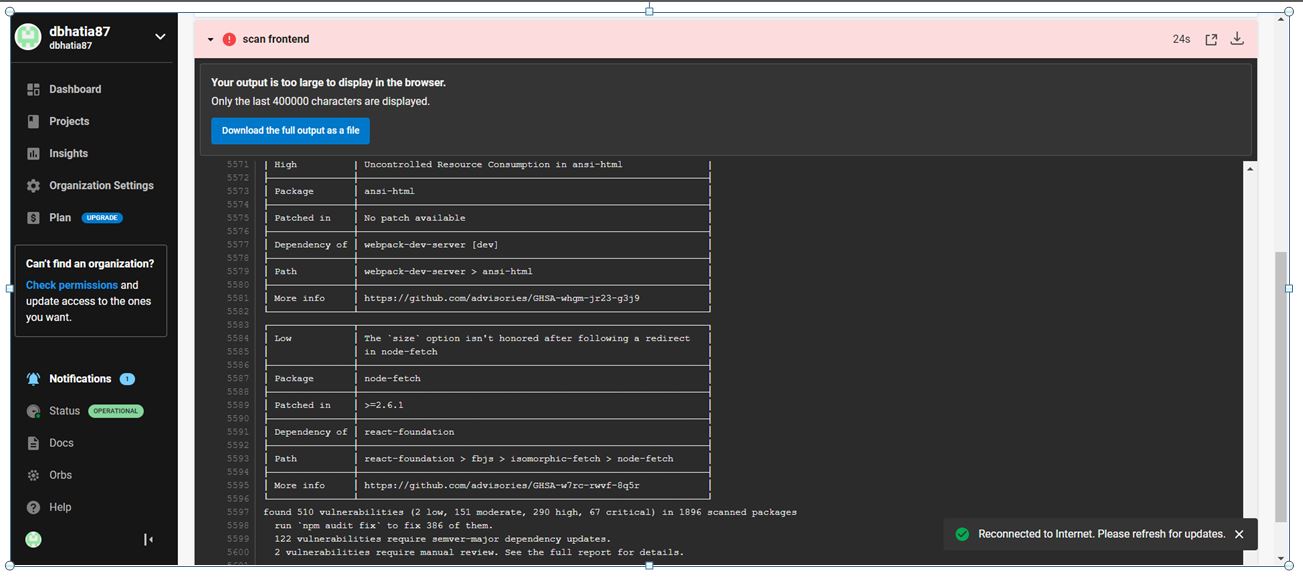 dbhatia87
dbhatia87
Dashboard
Projects
Insights
Organization Settings
Plan UPGRADE
Can't find an organization?
Check permissions and
update access to the ones
you want.
Notifications 1
Status OPERATIONAL
Docs
Orbs
Help
scan frontend 24s
Your output is too large to display in the browser.
Only the last 400000 characters are displayed.
Download the full output as a file
5571 High Uncontrolled Resource Consumption in ansi-html
5572
5573 Package ansi-html
5574
5575 Patched in No patch available
5576
5577 Dependency of webpack-dev-server [dev]
5578
5579 Path webpack-dev-server > ansi-html
5580
5581 More info https://github.com/advisories/GHSA-whgm-jr23-g3j9
5582
5583
5584 Low The `size` option isn't honored after following a redirect
5585 in node-fetch
5586
5587 Package node-fetch
5588
5589 Patched in >=2.6.1
5590
5591 Dependency of react-foundation
5592
5593 Path react-foundation > fbjs > isomorphic-fetch > node-fetch
5594
5595 More info https://github.com/advisories/GHSA-w7rc-rwvf-8q5r
5596
5597 found 510 vulnerabilities (2 low, 151 moderate, 290 high, 67 critical) in 1896 scanned packages
5598 run `npm audit fix` to fix 386 of them.
5599 122 vulnerabilities require semver-major dependency updates.
5600 2 vulnerabilities require manual review. See the full report for details.
Reconnected to Internet. Please refresh for updates.